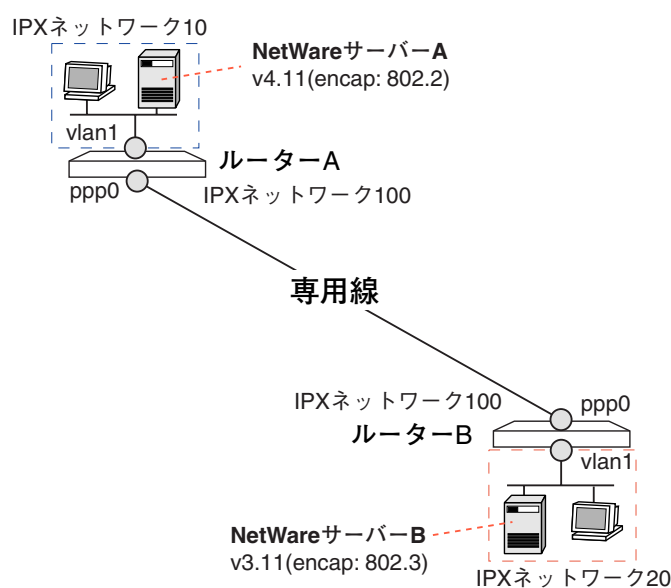 IPXネットワーク10
NetWareサーバーA
v4.11(encap: 802.2)
vlan1
ルーターA
ppp0
IPXネットワーク100
専用線
IPXネットワーク100
ppp0
ルーターB
vlan1
NetWareサーバーB
v3.11(encap: 802.3)
IPXネットワーク20